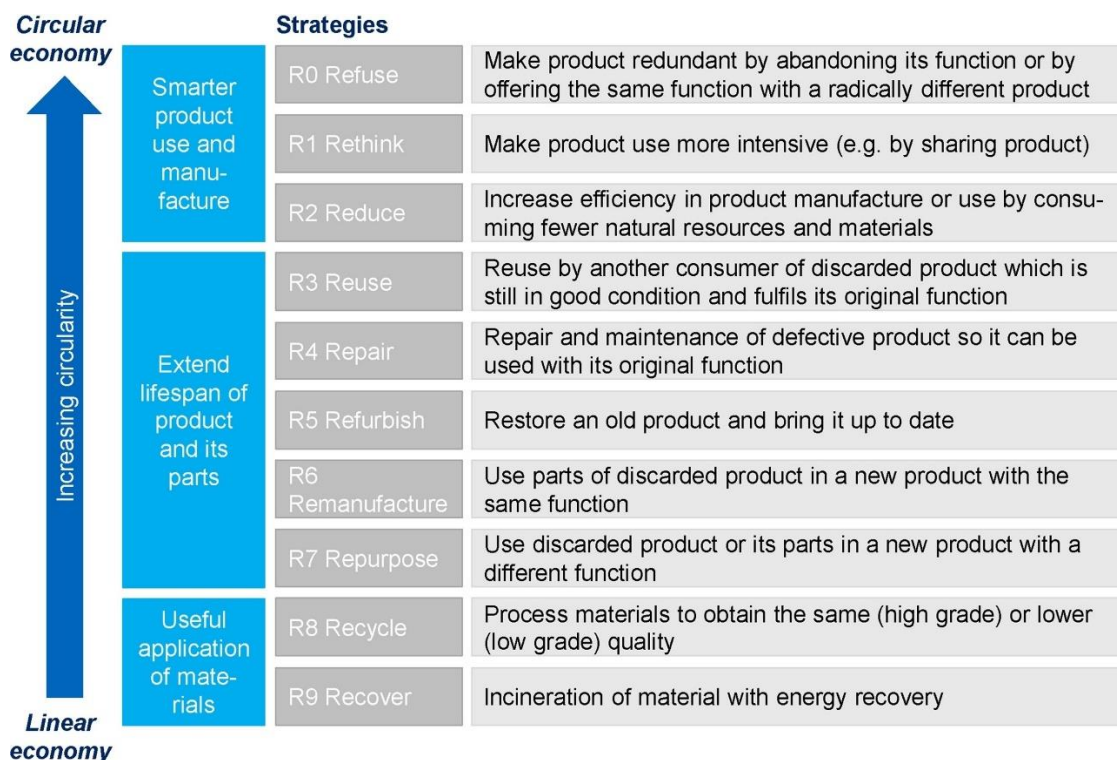 Circular
economy
Strategies
Increasing circularity
Linear
economy
Smarter
product
use and
manu-
facture
R0 Refuse
Make product redundant by abandoning its function or by
offering the same function with a radically different product
R1 Rethink
Make product use more intensive (e.g. by sharing product)
R2 Reduce
Increase efficiency in product manufacture or use by consu-
ming fewer natural resources and materials
Extend
lifespan of
product
and its
parts
R3 Reuse
Reuse by another consumer of discarded product which is
still in good condition and fulfils its original function
R4 Repair
Repair and maintenance of defective product so it can be
used with its original function
R5 Refurbish
Restore an old product and bring it up to date
R6
Remanufacture
Use parts of discarded product in a new product with the
same function
R7 Repurpose
Use discarded product or its parts in a new product with a
different function
Useful
application
of mate-
rials
R8 Recycle
Process materials to obtain the same (high grade) or lower
(low grade) quality
R9 Recover
Incineration of material with energy recovery